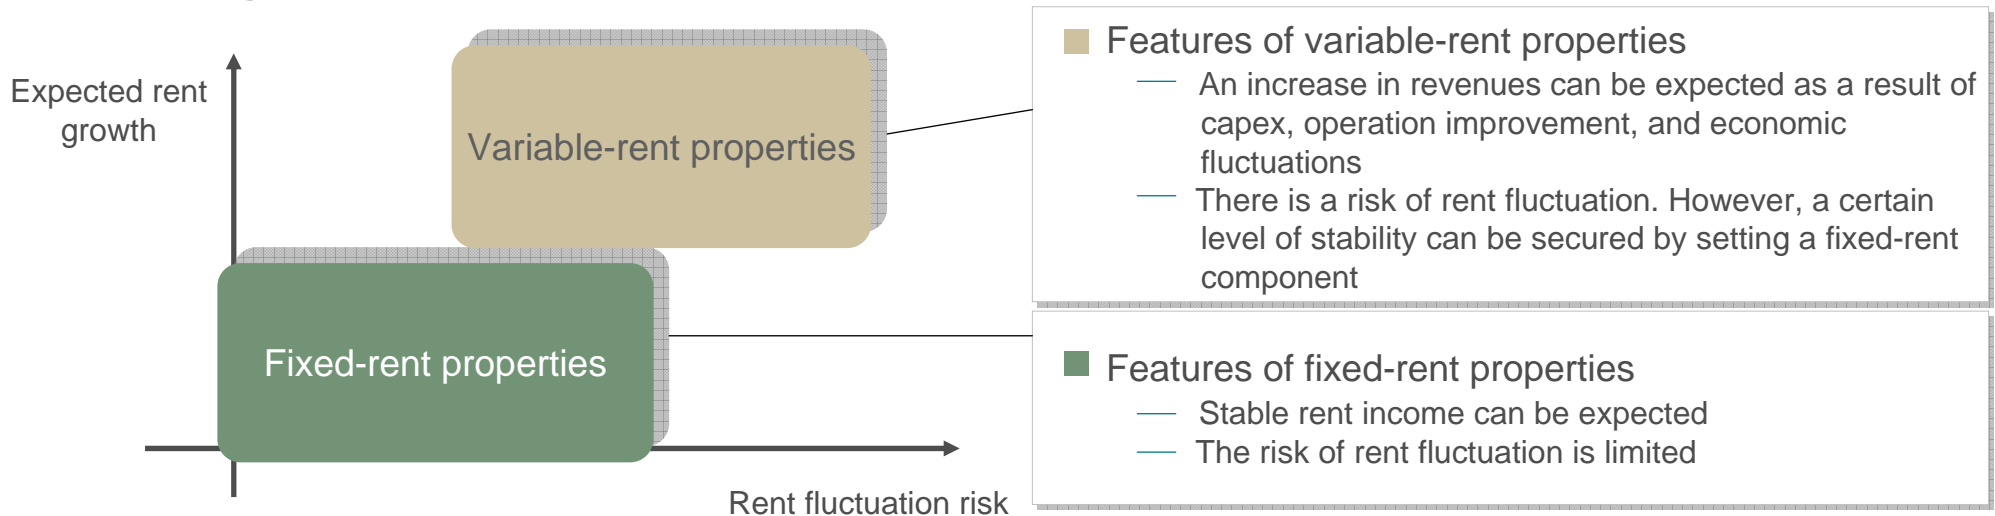 Expected rent
growth
Variable-rent properties
Fixed-rent properties
Rent fluctuation risk
Features of variable-rent properties
An increase in revenues can be expected as a result of
capex, operation improvement, and economic
fluctuations
There is a risk of rent fluctuation. However, a certain
level of stability can be secured by setting a fixed-rent
component
Features of fixed-rent properties
Stable rent income can be expected
The risk of rent fluctuation is limited